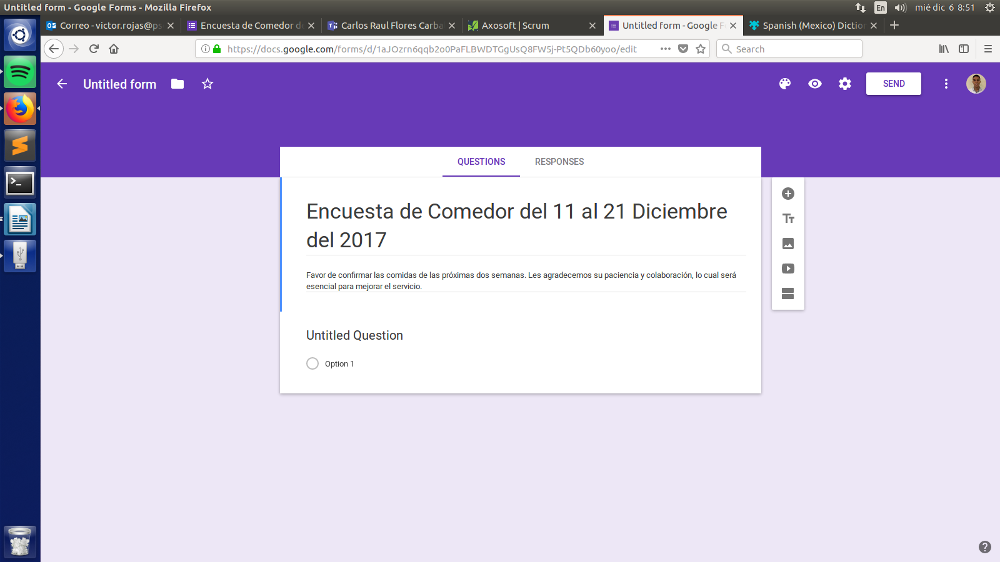 Untitled form - Google Forms - Mozilla Firefox
En
mié dic 6 8:51
Correo - victor.rojas@ps
Encuesta de Comedor de
Carlos Raul Flores Carba
Axosoft | Scrum
Untitled form - Google F
Spanish (Mexico) Diction
https://docs.google.com/forms/d/1aJOzrn6qqb2o0PaFLBWDTGgUsQ8FW5j-Pt5QDb60yoo/edit
Search
Untitled form
SEND
QUESTIONS
RESPONSES
Encuesta de Comedor del 11 al 21 Diciembre
del 2017
Favor de confirmar las comidas de las próximas dos semanas. Les agradecemos su paciencia y colaboración, lo cual será
esencial para mejorar el servicio.
Untitled Question
Option 1